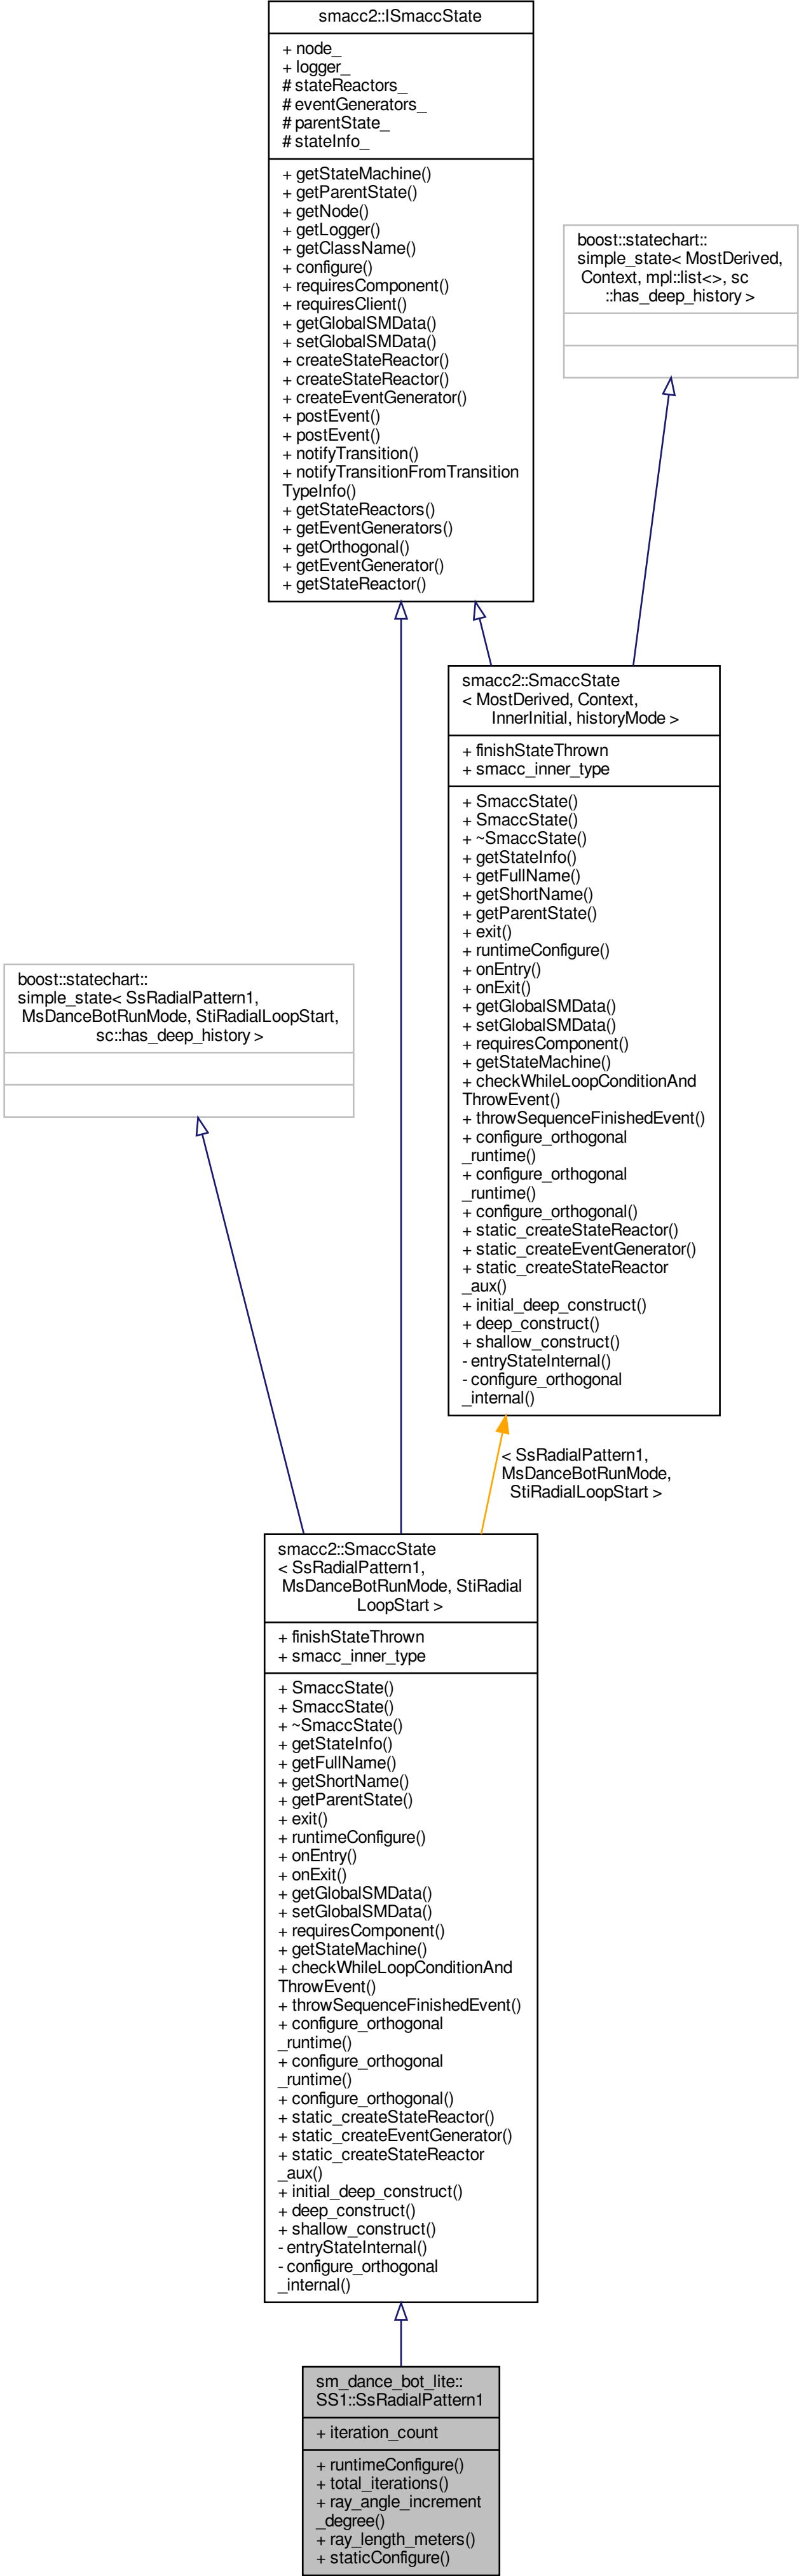 smacc2::ISmaccState
+ node_
+ logger_
# stateReactors_
# eventGenerators_
# parentState_
# stateInfo_
+ getStateMachine()
+ getParentState()
+ getNode()
+ getLogger()
+ getClassName()
+ configure()
+ requiresComponent()
+ requiresClient()
+ getGlobalSMData()
+ setGlobalSMData()
+ createStateReactor()
+ createStateReactor()
+ createEventGenerator()
+ postEvent()
+ postEvent()
+ notifyTransition()
+ notifyTransitionFromTransition
TypeInfo()
+ getStateReactors()
+ getEventGenerators()
+ getOrthogonal()
+ getEventGenerator()
+ getStateReactor()
boost::statechart::
simple_state< MostDerived,
Context, mpl::list<>, sc
::has_deep_history >
smacc2::SmaccState
< MostDerived, Context,
InnerInitial, historyMode >
+ finishStateThrown
+ smacc_inner_type
+ SmaccState()
+ SmaccState()
+ ~SmaccState()
+ getStateInfo()
+ getFullName()
+ getShortName()
+ getParentState()
+ exit()
+ runtimeConfigure()
+ onEntry()
+ onExit()
+ getGlobalSMData()
+ setGlobalSMData()
+ requiresComponent()
+ getStateMachine()
+ checkWhileLoopConditionAnd
ThrowEvent()
+ throwSequenceFinishedEvent()
+ configure_orthogonal
_runtime()
+ configure_orthogonal
_runtime()
+ configure_orthogonal()
+ static_createStateReactor()
+ static_createEventGenerator()
+ static_createStateReactor
_aux()
+ initial_deep_construct()
+ deep_construct()
+ shallow_construct()
- entryStateInternal()
- configure_orthogonal
_internal()
boost::statechart::
simple_state< SsRadialPattern1,
MsDanceBotRunMode, StiRadialLoopStart,
sc::has_deep_history >
< SsRadialPattern1,
MsDanceBotRunMode,
StiRadialLoopStart >
smacc2::SmaccState
< SsRadialPattern1,
MsDanceBotRunMode, StiRadial
LoopStart >
+ finishStateThrown
+ smacc_inner_type
+ SmaccState()
+ SmaccState()
+ ~SmaccState()
+ getStateInfo()
+ getFullName()
+ getShortName()
+ getParentState()
+ exit()
+ runtimeConfigure()
+ onEntry()
+ onExit()
+ getGlobalSMData()
+ setGlobalSMData()
+ requiresComponent()
+ getStateMachine()
+ checkWhileLoopConditionAnd
ThrowEvent()
+ throwSequenceFinishedEvent()
+ configure_orthogonal
_runtime()
+ configure_orthogonal
_runtime()
+ configure_orthogonal()
+ static_createStateReactor()
+ static_createEventGenerator()
+ static_createStateReactor
_aux()
+ initial_deep_construct()
+ deep_construct()
+ shallow_construct()
- entryStateInternal()
- configure_orthogonal
_internal()
sm_dance_bot_lite::
SS1::SsRadialPattern1
+ iteration_count
+ runtimeConfigure()
+ total_iterations()
+ ray_angle_increment
_degree()
+ ray_length_meters()
+ staticConfigure()